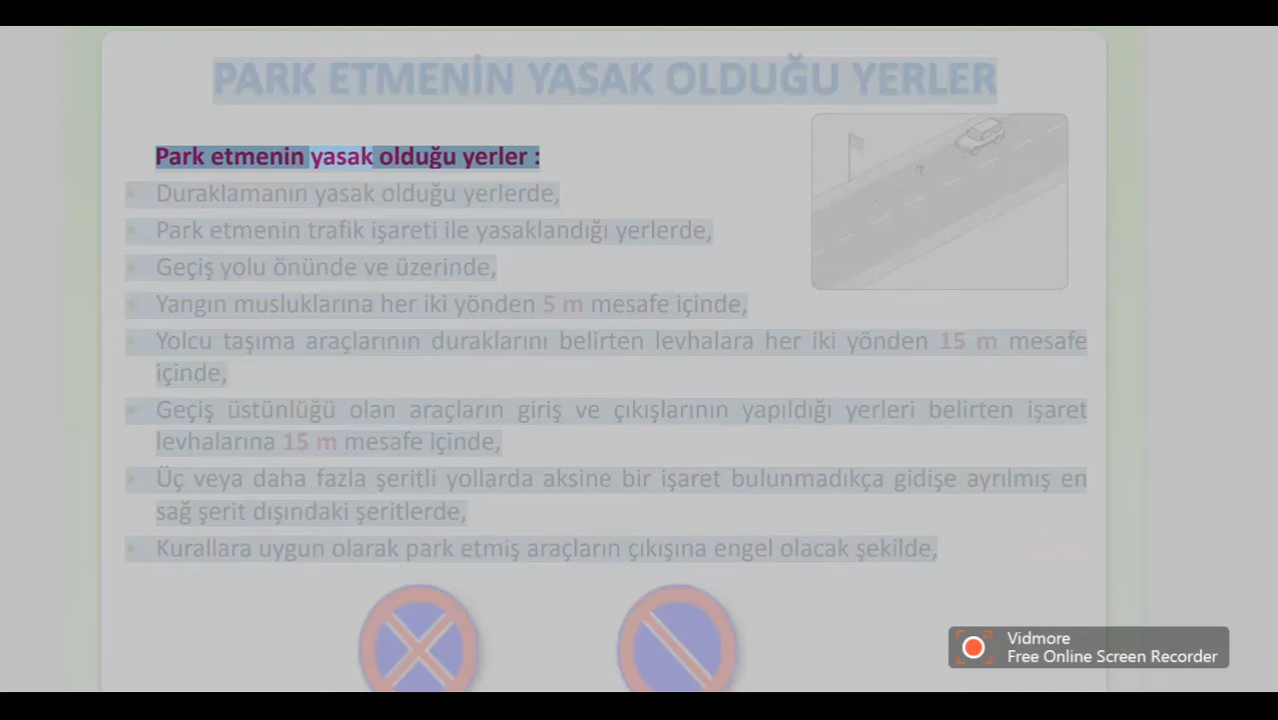 PARK ETMENİN YASAK OLDUĞU YERLER
Park etmenin yasak olduğu yerler :
• Duraklamanın yasak olduğu yerlerde,
• Park etmenin trafik işareti ile yasaklandığı yerlerde,
• Geçiş yolu önünde ve üzerinde,
• Yangın musluklarına her iki yönden 5 m mesafe içinde,
• Yolcu taşıma araçlarının duraklarını belirten levhalara her iki yönden 15 m mesafe
içinde,
• Geçiş üstünlüğü olan araçların giriş ve çıkışlarının yapıldığı yerleri belirten işaret
levhalarına 15 m mesafe içinde,
• Üç veya daha fazla şeritli yollarda aksine bir işaret bulunmadıkça gidişe ayrılmış en
sağ şerit dışındaki şeritlerde,
• Kurallara uygun olarak park etmiş araçların çıkışına engel olacak şekilde,
?
Vidmore
Free Online Screen Recorder